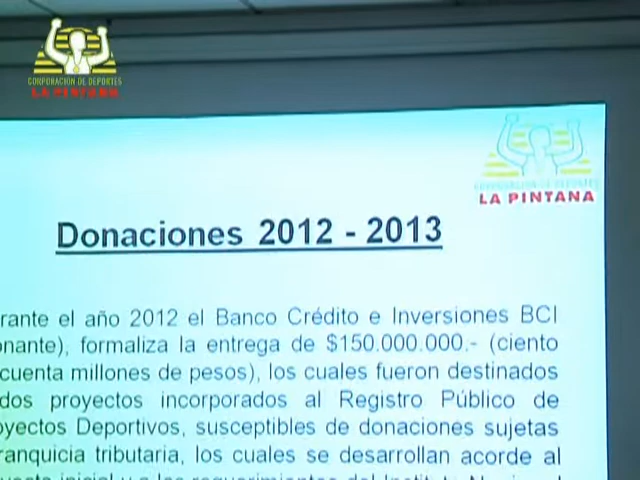 CORPORACION DE DEPORTES
LA PINTANA
LA PINTANA
Donaciones 2012 - 2013
rante el año 2012 el Banco Crédito e Inversiones BCI
onante), formaliza la entrega de $150.000.000.- (ciento
cuenta millones de pesos), los cuales fueron destinados
dos proyectos incorporados al Registro Público de
oyectos Deportivos, susceptibles de donaciones sujetas
ranquicia tributaria, los cuales se desarrollan acorde al